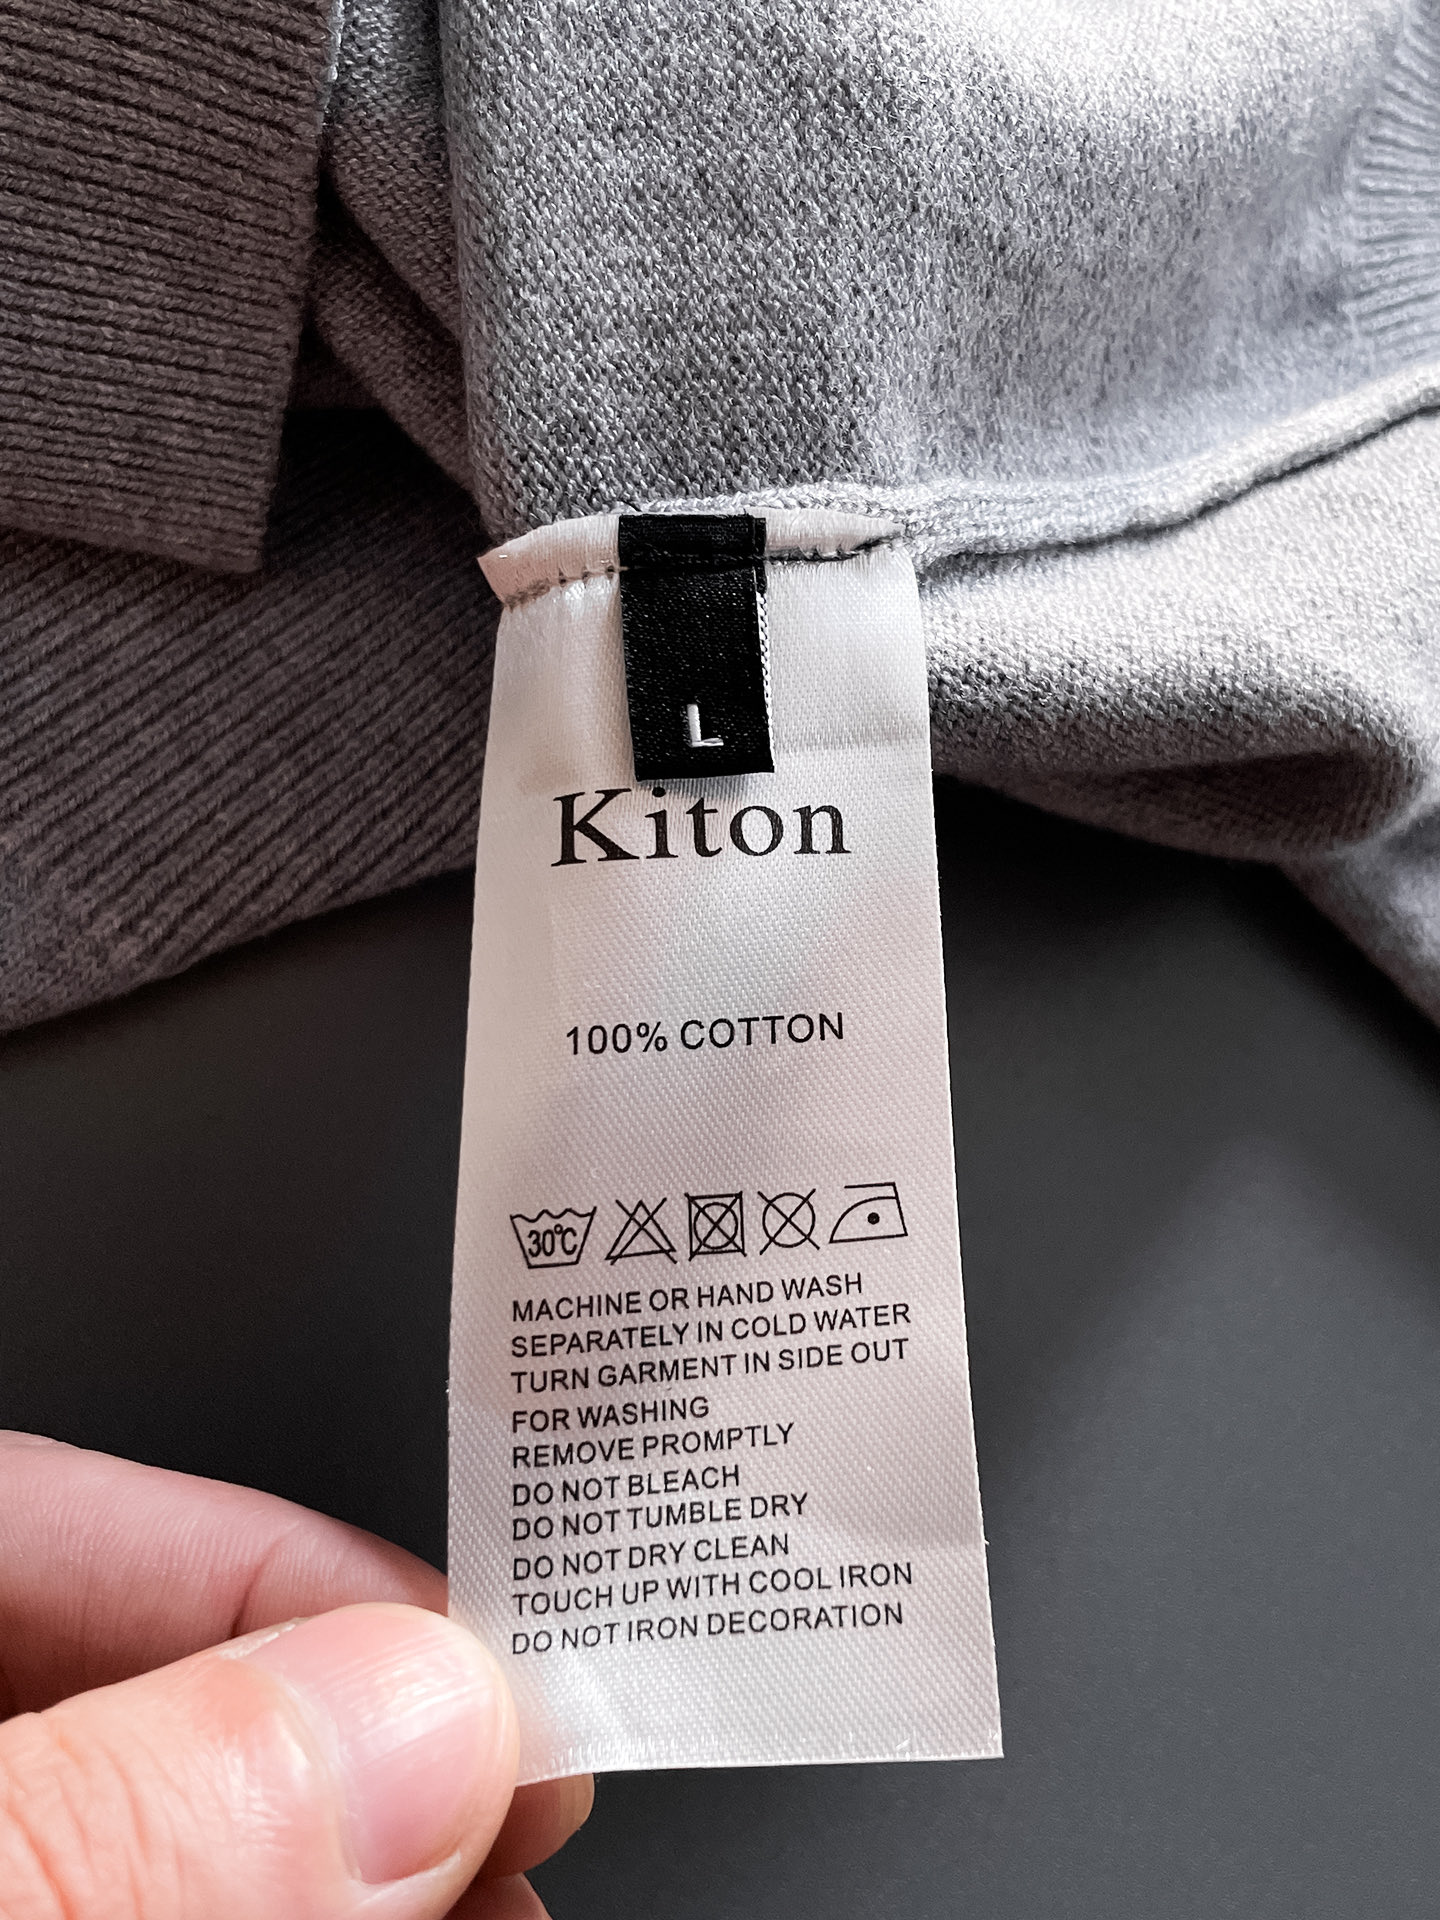 L
Kiton
100% COTTON
30℃
MACHINE OR HAND WASH
SEPARATELY IN COLD WATER
TURN GARMENT IN SIDE OUT
FOR WASHING
REMOVE PROMPTLY
DO NOT BLEACH
DO NOT TUMBLE DRY
DO NOT DRY CLEAN
TOUCH UP WITH COOL IRON
DO NOT IRON DECORATION